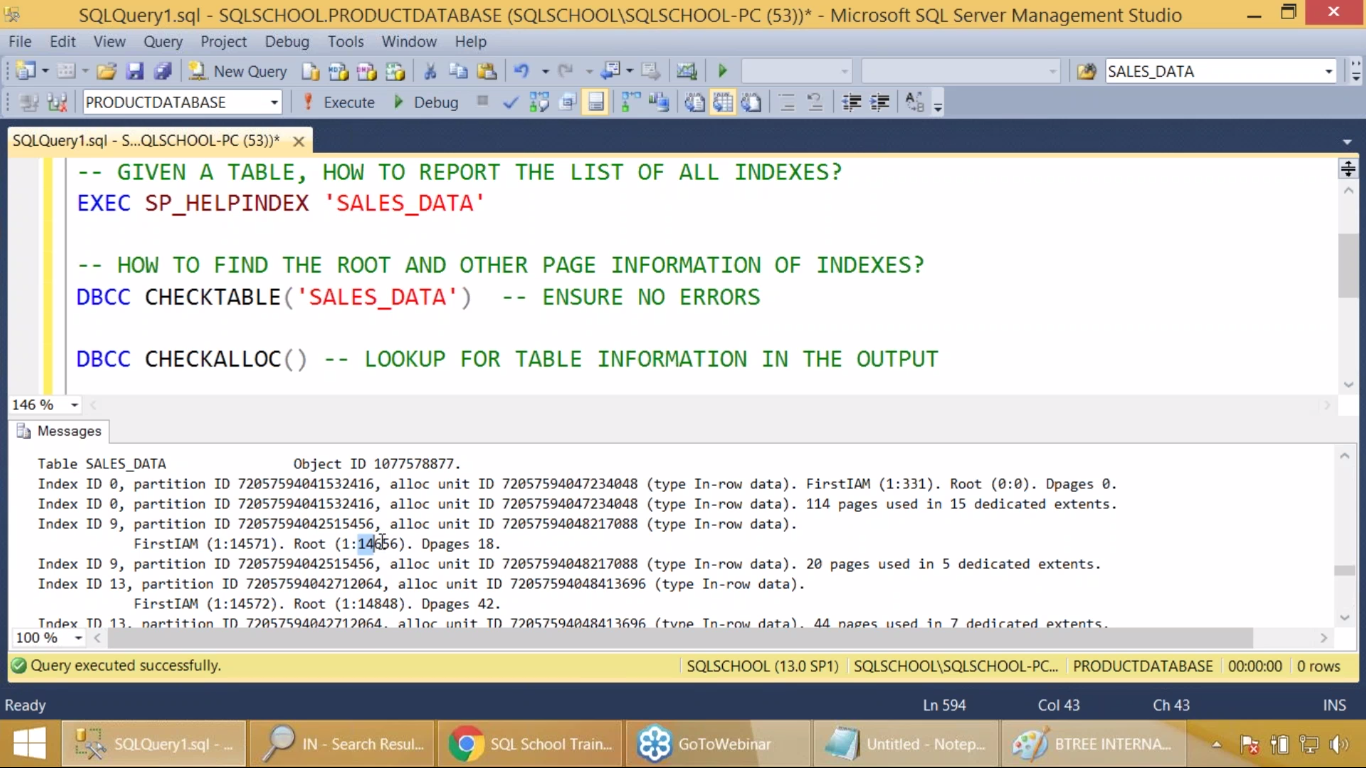 SQLQuery1.sql - SQLSCHOOL.PRODUCTDATABASE (SQLSCHOOL\SQLSCHOOL-PC (53))* - Microsoft SQL Server Management Studio
File Edit View Query Project Debug Tools Window Help
New Query SALES_DATA
PRODUCTDATABASE Execute Debug
SQLQuery1.sql - S...QLSCHOOL-PC (53))*
-- GIVEN A TABLE, HOW TO REPORT THE LIST OF ALL INDEXES?
EXEC SP_HELPINDEX 'SALES_DATA'
-- HOW TO FIND THE ROOT AND OTHER PAGE INFORMATION OF INDEXES?
DBCC CHECKTABLE('SALES_DATA') -- ENSURE NO ERRORS
DBCC CHECKALLOC() -- LOOKUP FOR TABLE INFORMATION IN THE OUTPUT
146 %
Messages
Table SALES_DATA Object ID 1077578877.
Index ID 0, partition ID 72057594041532416, alloc unit ID 72057594047234048 (type In-row data). FirstIAM (1:331). Root (0:0). Dpages 0.
Index ID 0, partition ID 72057594041532416, alloc unit ID 72057594047234048 (type In-row data). 114 pages used in 15 dedicated extents.
Index ID 9, partition ID 72057594042515456, alloc unit ID 72057594048217088 (type In-row data).
FirstIAM (1:14571). Root (1:14656). Dpages 18.
Index ID 9, partition ID 72057594042515456, alloc unit ID 72057594048217088 (type In-row data). 20 pages used in 5 dedicated extents.
Index ID 13, partition ID 72057594042712064, alloc unit ID 72057594048413696 (type In-row data).
FirstIAM (1:14572). Root (1:14848). Dpages 42.
Index ID 13, partition ID 72057594042712064, alloc unit ID 72057594048413696 (type In-row data). 44 pages used in 7 dedicated extents.
100 %
Query executed successfully. SQLSCHOOL (13.0 SP1) SQLSCHOOL\SQLSCHOOL-PC... PRODUCTDATABASE 00:00:00 0 rows
Ready Ln 594 Col 43 Ch 43 INS
SQLQuery1.sql - ... IN - Search Resul... SQL School Train... GoToWebinar Untitled - Notep... BTREE INTERNA...